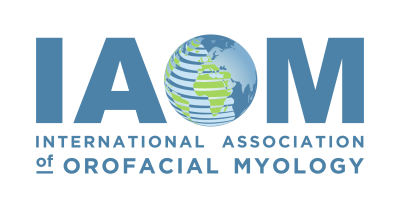 IAOM
INTERNATIONAL ASSOCIATION
of OROFACIAL MYOLOGY